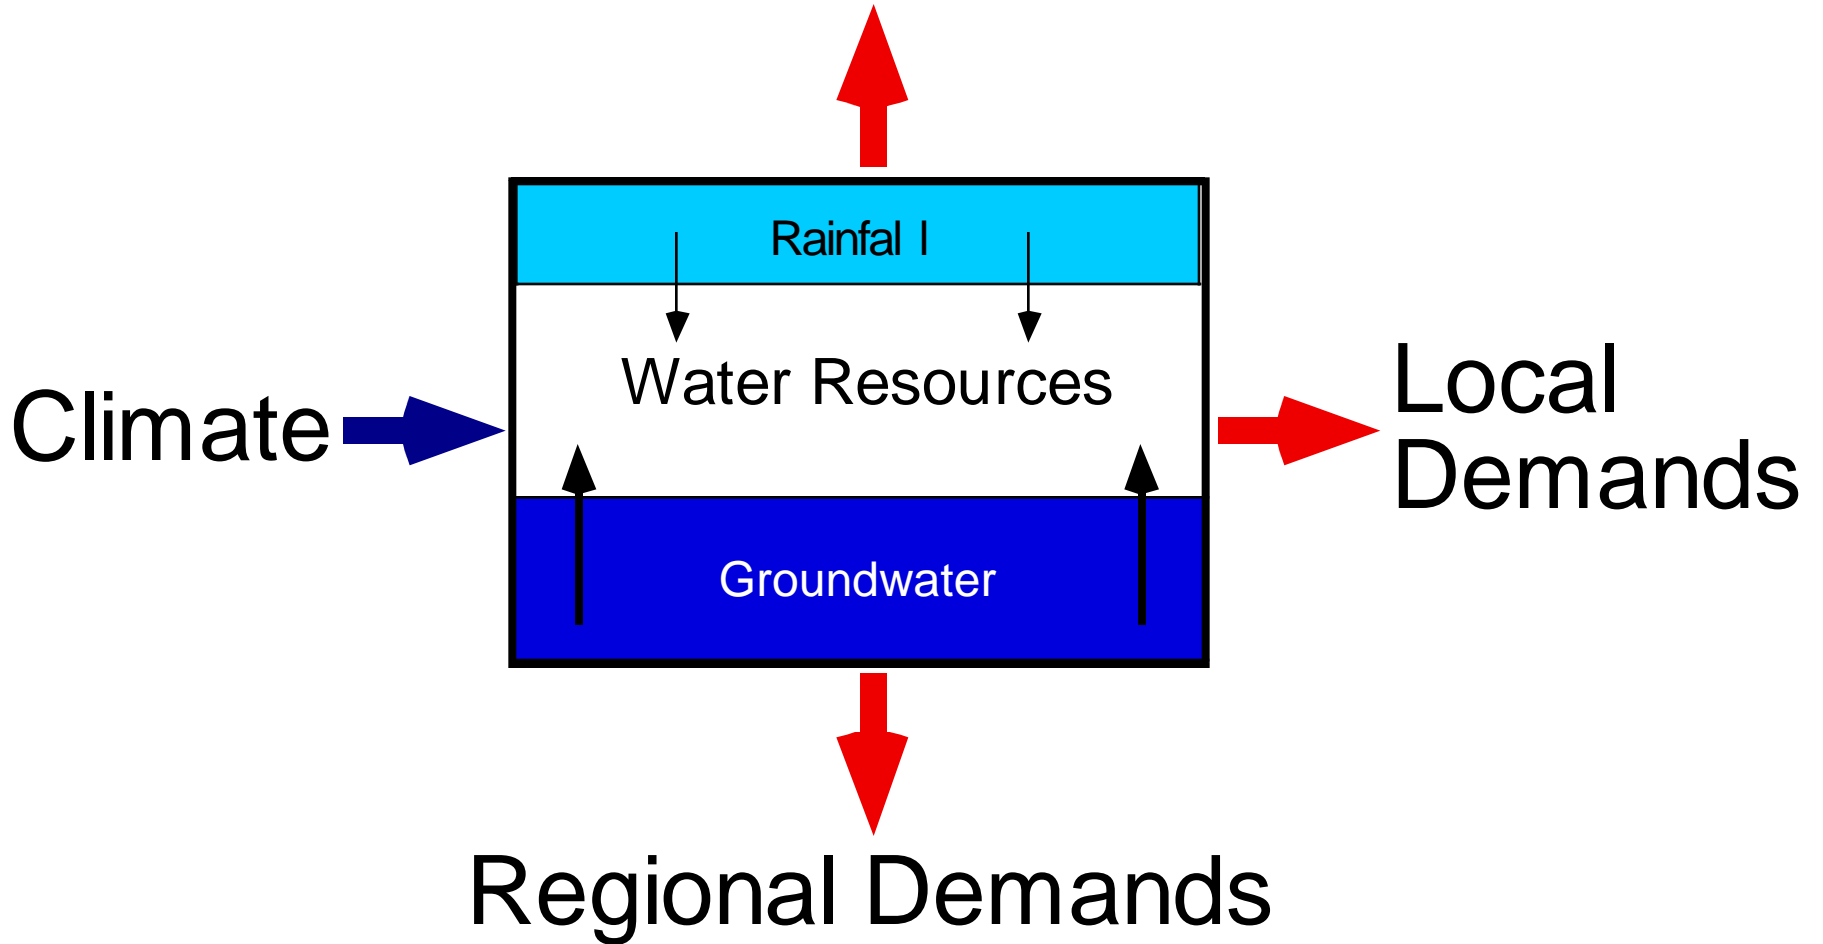 Rainfal l
Water Resources
Climate
Local
Demands
Groundwater
Regional Demands